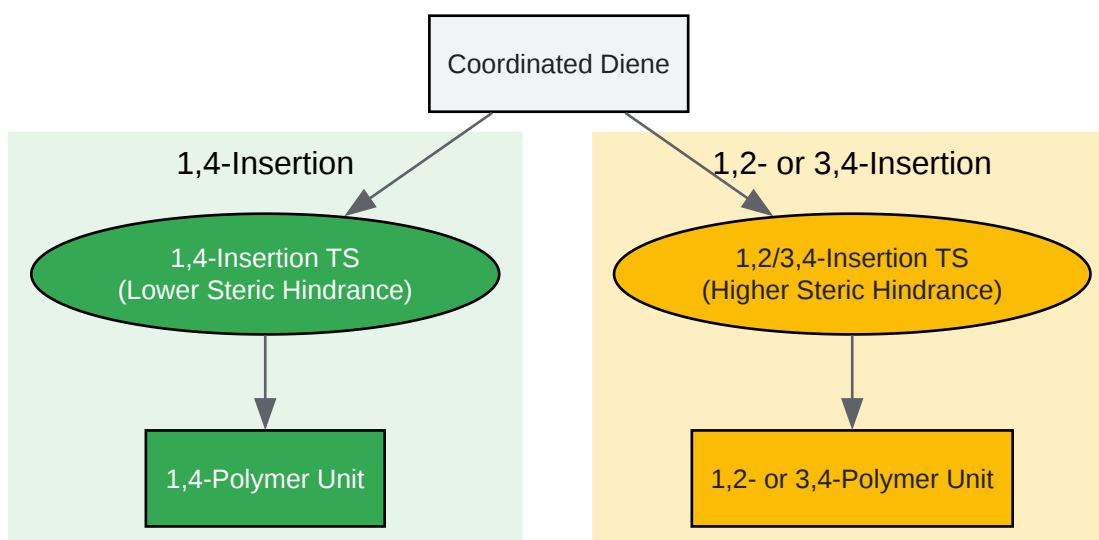 Coordinated Diene
1,4-Insertion
1,2- or 3,4-Insertion
1,4-Insertion TS
(Lower Steric Hindrance)
1,2/3,4-Insertion TS
(Higher Steric Hindrance)
1,4-Polymer Unit
1,2- or 3,4-Polymer Unit